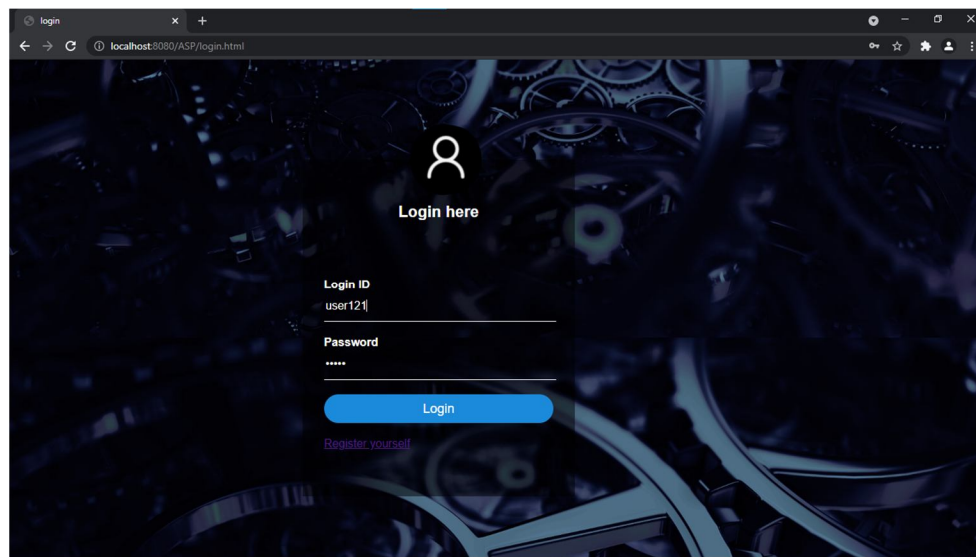 login
localhost:8080/ASP/login.html
Login here
Login ID
user121
Password
•••••
Login
Register yourself